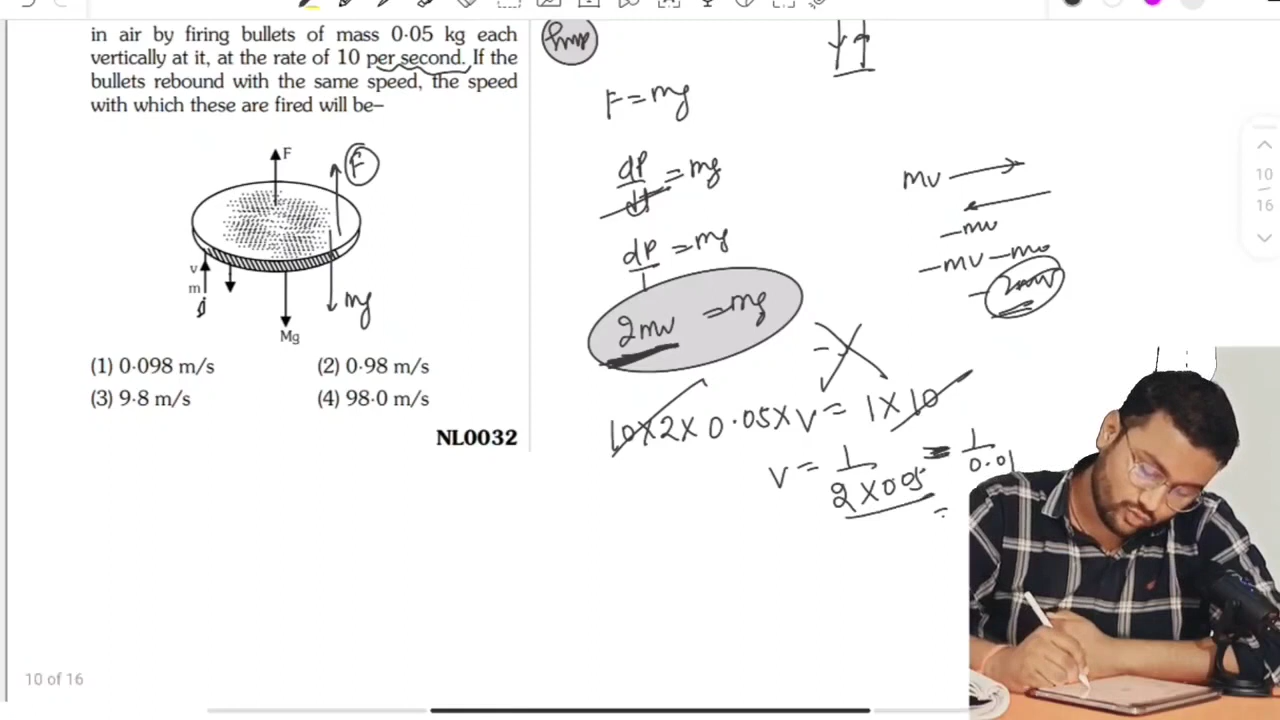 in air by firing bullets of mass 0·05 kg each
vertically at it, at the rate of 10 per second. If the
bullets rebound with the same speed, the speed
with which these are fired will be–
F
F
v
m
Mg
mg
(1) 0·098 m/s
(2) 0·98 m/s
(3) 9·8 m/s
(4) 98·0 m/s
NL0032
Imp
F=mg
dP/dt = mg
dP/1 = mg
2mv = mg
10×2×0.05×v = 1×10
v = 1/2×0.05 = 1/0.01
=
mv
-mv
-mv-mv
-2mv
10
16
10 of 16